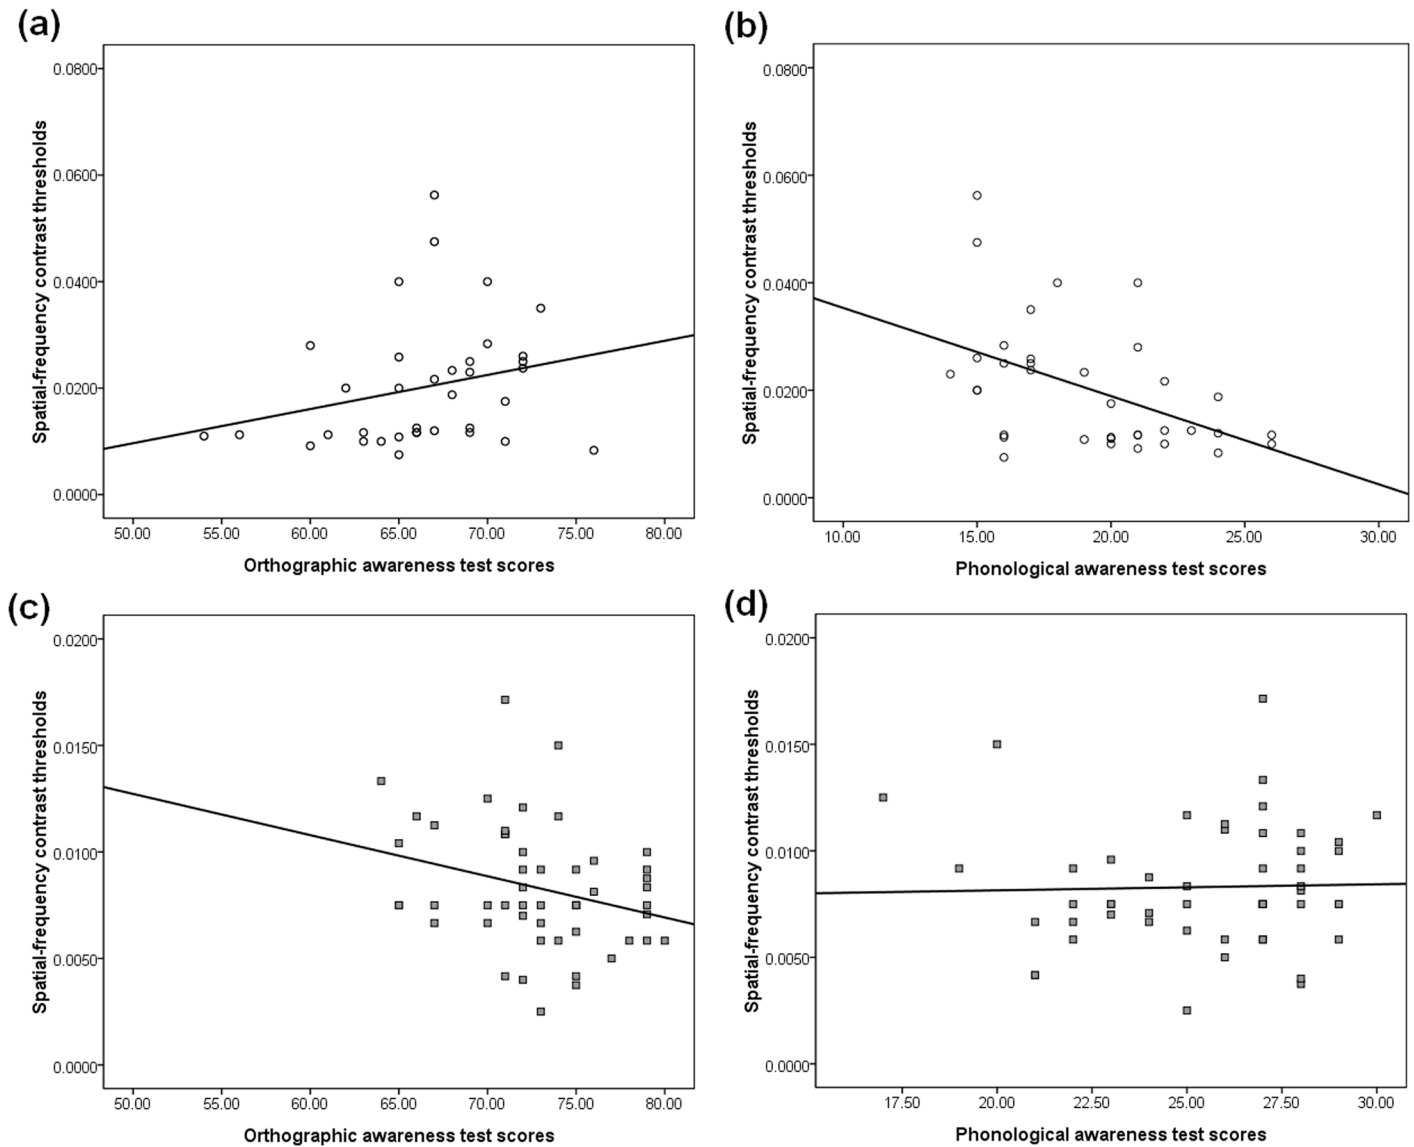 (a)
0.0800
0.0600
0.0400
0.0200
0.0000
Spatial-frequency contrast thresholds
50.00 55.00 60.00 65.00 70.00 75.00 80.00
Orthographic awareness test scores
(b)
0.0800
0.0600
0.0400
0.0200
0.0000
Spatial-frequency contrast thresholds
10.00 15.00 20.00 25.00 30.00
Phonological awareness test scores
(c)
0.0200
0.0150
0.0100
0.0050
0.0000
Spatial-frequency contrast thresholds
50.00 55.00 60.00 65.00 70.00 75.00 80.00
Orthographic awareness test scores
(d)
0.0200
0.0150
0.0100
0.0050
0.0000
Spatial-frequency contrast thresholds
17.50 20.00 22.50 25.00 27.50 30.00
Phonological awareness test scores